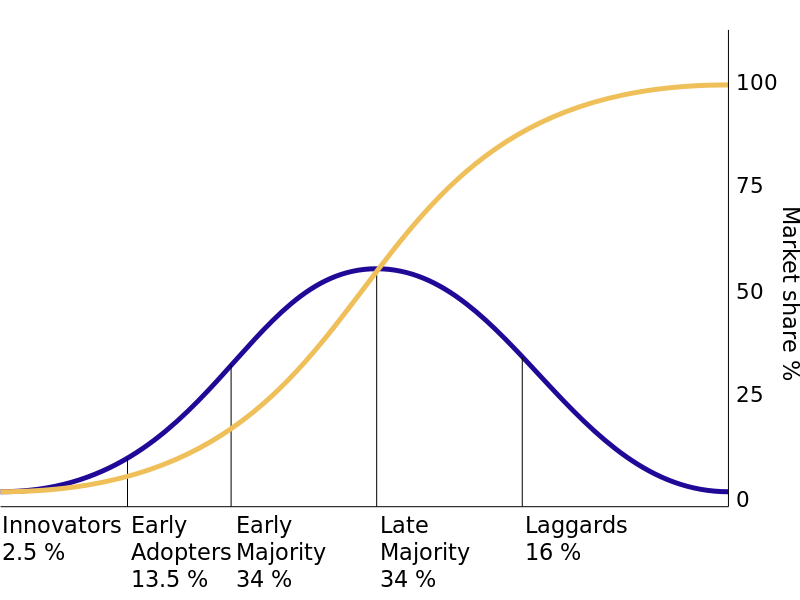 100
75
50
25
0
Market share %
Innovators
2.5 %
Early
Adopters
13.5 %
Early
Majority
34 %
Late
Majority
34 %
Laggards
16 %